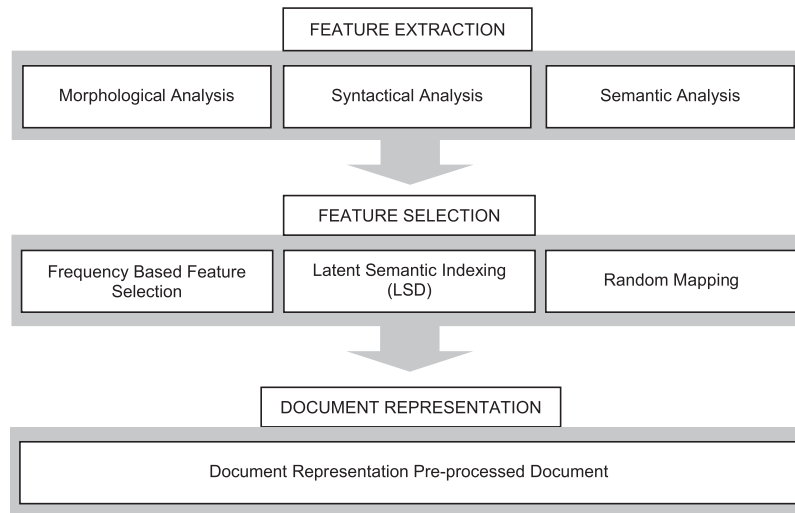 FEATURE EXTRACTION
Morphological Analysis
Syntactical Analysis
Semantic Analysis
FEATURE SELECTION
Frequency Based Feature
Selection
Latent Semantic Indexing
(LSD)
Random Mapping
DOCUMENT REPRESENTATION
Document Representation Pre-processed Document